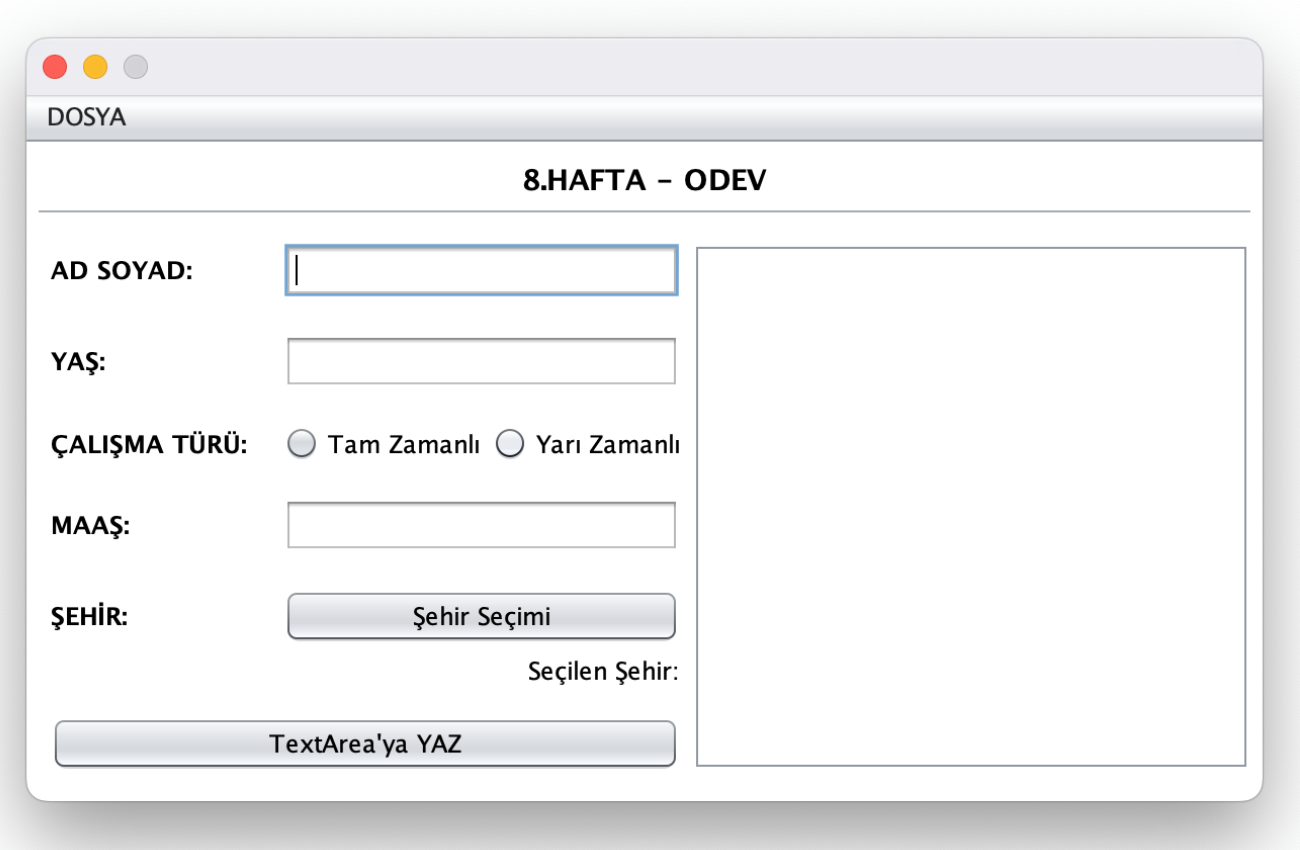 DOSYA
8.HAFTA - ODEV
AD SOYAD:
YAŞ:
ÇALIŞMA TÜRÜ: Tam Zamanlı Yarı Zamanlı
MAAŞ:
ŞEHİR: Şehir Seçimi
Seçilen Şehir:
TextArea'ya YAZ